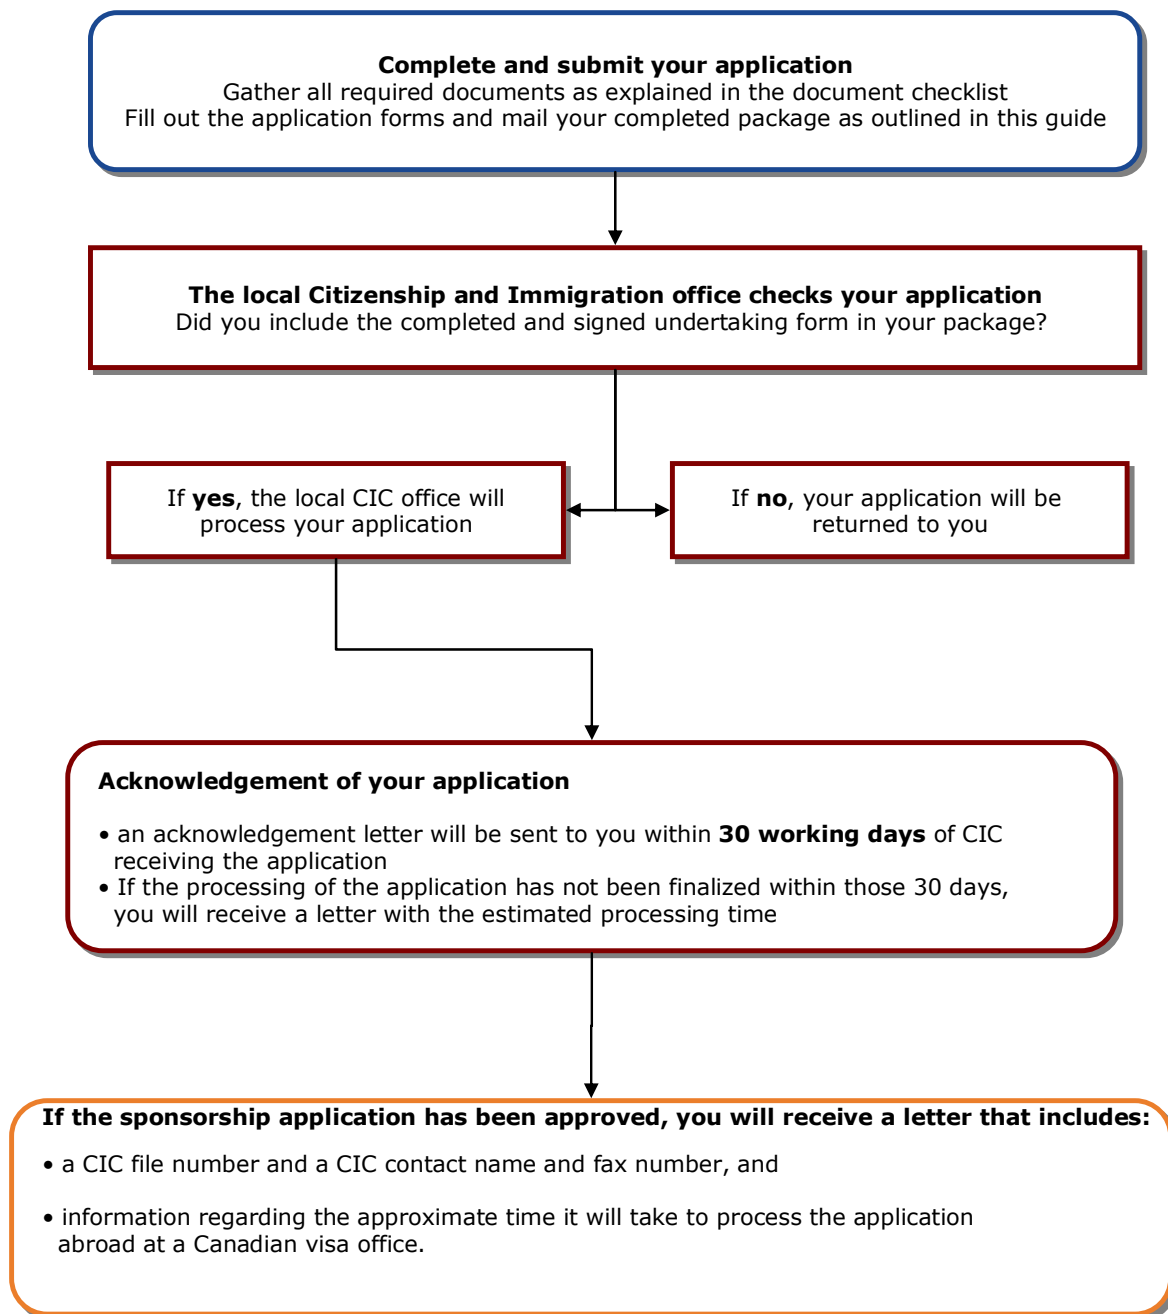 Complete and submit your application
Gather all required documents as explained in the document checklist
Fill out the application forms and mail your completed package as outlined in this guide
The local Citizenship and Immigration office checks your application
Did you include the completed and signed undertaking form in your package?
If yes, the local CIC office will
process your application
If no, your application will be
returned to you
Acknowledgement of your application
• an acknowledgement letter will be sent to you within 30 working days of CIC
receiving the application
• If the processing of the application has not been finalized within those 30 days,
you will receive a letter with the estimated processing time
If the sponsorship application has been approved, you will receive a letter that includes:
• a CIC file number and a CIC contact name and fax number, and
• information regarding the approximate time it will take to process the application
abroad at a Canadian visa office.